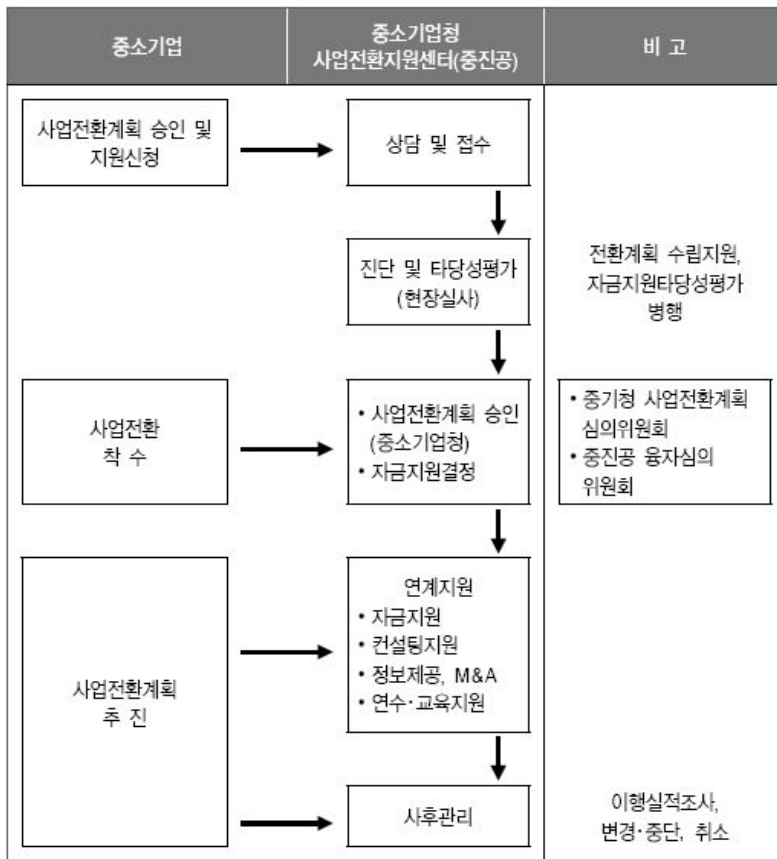 중소기업
중소기업청
사업전환지원센터(중진공)
비 고
사업전환계획 승인 및
지원신청
상담 및 접수
진단 및 타당성평가
(현장실사)
전환계획 수립지원,
자금지원타당성평가
병행
사업전환
착 수
• 사업전환계획 승인
(중소기업청)
• 자금지원결정
• 중기청 사업전환계획
심의위원회
• 중진공 융자심의
위원회
사업전환계획
추 진
연계지원
• 자금지원
• 컨설팅지원
• 정보제공, M&A
• 연수·교육지원
사후관리
이행실적조사,
변경·중단, 취소